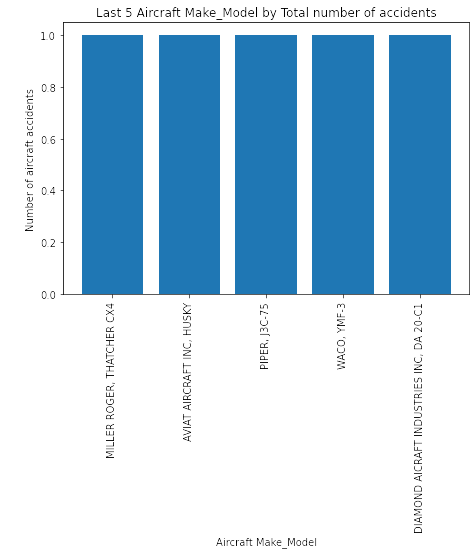 Last 5 Aircraft Make_Model by Total number of accidents
Number of aircraft accidents
1.0
0.8
0.6
0.4
0.2
0.0
MILLER ROGER, THATCHER CX4
AVIAT AIRCRAFT INC, HUSKY
PIPER, J3C-75
WACO, YMF-3
DIAMOND AICRAFT INDUSTRIES INC, DA 20-C1
Aircraft Make_Model